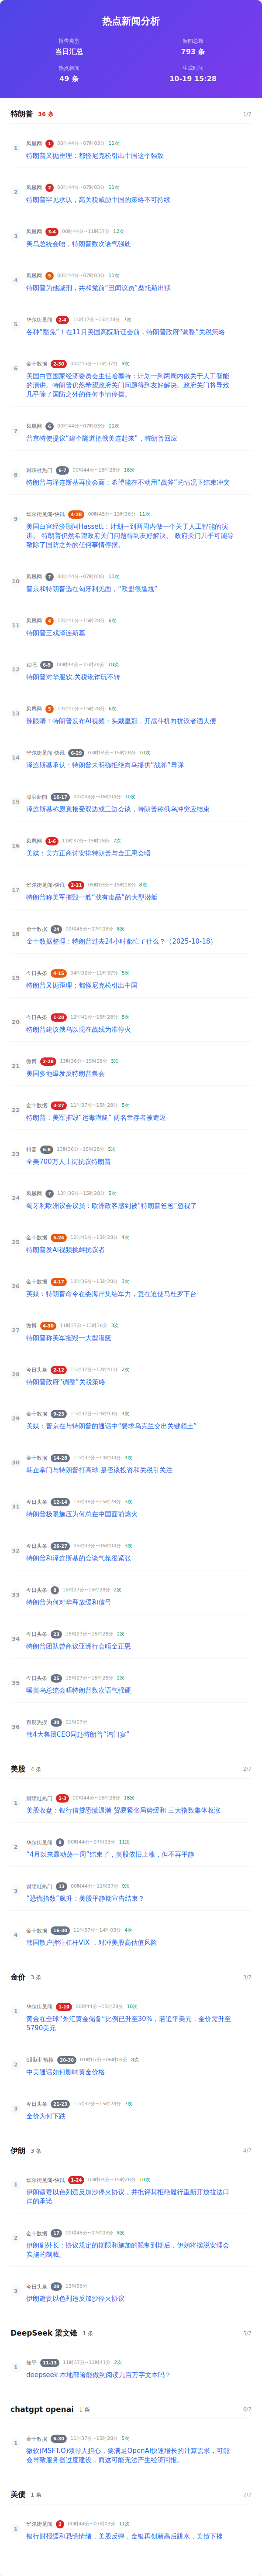 热点新闻分析
报告类型
当日汇总
新闻总数
793 条
热点新闻
49 条
生成时间
10-19 15:28
特朗普 36 条 1/7
1 凤凰网 1 00时44分~07时03分 11次
特朗普又抛歪理：都怪尼克松引出中国这个强敌
2 凤凰网 2 00时44分~07时03分 11次
特朗普罕见承认，高关税威胁中国的策略不可持续
3 凤凰网 3-4 00时44分~11时37分 12次
美乌总统会晤，特朗普数次语气强硬
4 凤凰网 5 00时44分~07时03分 11次
特朗普为他减刑，共和党前“丑闻议员”桑托斯出狱
5 华尔街见闻 2-4 11时37分~15时28分 7次
各种“豁免”！在11月美国高院听证会前，特朗普政府“调整”关税策略
6 金十数据 2-30 00时45分~11时37分 9次
美国白宫国家经济委员会主任哈塞特：计划一到两周内做关于人工智能
的演讲。特朗普仍然希望政府关门问题得到友好解决。政府关门将导致
几乎除了国防之外的任何事情停摆。
7 凤凰网 6 00时44分~07时03分 11次
普京特使提议“建个隧道把俄美连起来”，特朗普回应
8 财联社热门 6-7 00时44分~15时28分 18次
特朗普与泽连斯基再度会面：希望能在不动用“战斧”的情况下结束冲突
9 华尔街见闻-快讯 4-28 00时45分~13时36分 11次
美国白宫经济顾问Hassett：计划一到两周内做一个关于人工智能的演
讲。 特朗普仍然希望政府关门问题得到友好解决。 政府关门几乎可能导
致除了国防之外的任何事情停摆。
10 凤凰网 7 00时44分~07时03分 11次
普京和特朗普选在匈牙利见面，“欧盟很尴尬”
11 凤凰网 4 12时41分~15时28分 6次
特朗普三戏泽连斯基
12 贴吧 6-9 00时44分~15时28分 18次
特朗普对华服软,关税讹诈玩不转
13 凤凰网 5 12时41分~15时28分 6次
辣眼睛！特朗普发布AI视频：头戴皇冠，开战斗机向抗议者洒大便
14 华尔街见闻-快讯 6-29 03时04分~15时28分 10次
泽连斯基承认：特朗普未明确拒绝向乌提供“战斧”导弹
15 澎湃新闻 16-17 00时44分~06时04分 10次
泽连斯基称愿意接受双边或三边会谈，特朗普称俄乌冲突应结束
16 凤凰网 1-6 11时37分~15时28分 7次
美媒：美方正商讨安排特朗普与金正恩会晤
17 华尔街见闻-快讯 2-21 00时03分~15时28分 8次
特朗普称美军摧毁一艘“载有毒品”的大型潜艇
18 金十数据 24 00时45分~07时03分 8次
金十数据整理：特朗普过去24小时都忙了什么？（2025-10-18）
19 今日头条 4-15 04时02分~11时37分 5次
特朗普又抛歪理：都怪尼克松引出中国
20 今日头条 1-28 12时41分~15时28分 5次
特朗普建议俄乌以现在战线为准停火
21 微博 2-28 13时36分~15时28分 5次
美国多地爆发反特朗普集会
22 金十数据 3-27 11时37分~15时28分 5次
特朗普：美军摧毁“运毒潜艇” 两名幸存者被遣返
23 抖音 6-9 13时36分~15时28分 5次
全美700万人上街抗议特朗普
24 凤凰网 7 13时36分~15时28分 5次
匈牙利欧洲议会议员：欧洲政客感到被“特朗普爸爸”忽视了
25 金十数据 5-24 12时41分~15时28分 4次
特朗普发AI视频挑衅抗议者
26 金十数据 4-17 13时36分~15时28分 3次
英媒：特朗普命令在委海岸集结军力，意在迫使马杜罗下台
27 微博 4-30 11时37分~13时36分 3次
特朗普称美军摧毁一大型潜艇
28 今日头条 2-12 11时37分~12时41分 2次
特朗普政府“调整”关税策略
29 金十数据 9-23 11时37分~14时03分 4次
美媒：普京在与特朗普的通话中“要求乌克兰交出关键领土”
30 金十数据 14-28 11时37分~14时03分 4次
韩企掌门与特朗普打高球 是否谈投资和关税引关注
31 今日头条 12-14 13时36分~15时28分 3次
特朗普极限施压为何总在中国面前熄火
32 今日头条 26-27 05时03分~06时04分 3次
特朗普和泽连斯基的会谈气氛很紧张
33 今日头条 8 15时27分~15时28分 2次
特朗普为何对华释放缓和信号
34 今日头条 23 15时27分~15时28分 2次
特朗普团队曾商议亚洲行会晤金正恩
35 今日头条 25 15时27分~15时28分 2次
曝美乌总统会晤特朗普数次语气强硬
36 百度热搜 30 01时07分
韩4大集团CEO同赴特朗普“鸿门宴”
美股 4 条 2/7
1 财联社热门 1-3 00时44分~15时28分 18次
美股收盘：银行信贷恐慌退潮 贸易紧张局势缓和 三大指数集体收涨
2 华尔街见闻 8 00时44分~07时03分 11次
“4月以来最动荡一周”结束了，美股依旧上涨，但不再平静
3 财联社热门 13 00时44分~11时37分 9次
“恐慌指数”飙升：美股平静期宣告结束？
4 金十数据 16-30 11时37分~14时03分 4次
韩国散户押注杠杆VIX ，对冲美股高估值风险
金价 3 条 3/7
1 华尔街见闻 1-10 00时44分~15时28分 18次
黄金在全球“外汇黄金储备”比例已升至30%，若追平美元，金价需升至
5790美元
2 bilibili 热搜 20-30 01时07分~06时04分 8次
中美通话如何影响黄金价格
3 今日头条 21-23 11时37分~15时28分 7次
金价为何下跌
伊朗 3 条 4/7
1 华尔街见闻-快讯 1-24 03时04分~15时28分 10次
伊朗谴责以色列违反加沙停火协议，并批评其拒绝履行重新开放拉法口
岸的承诺
2 金十数据 17 00时45分~07时03分 8次
伊朗副外长：协议规定的期限和施加的限制到期后，伊朗将摆脱安理会
实施的制裁。
3 今日头条 28 13时36分
伊朗谴责以色列违反加沙停火协议
DeepSeek 梁文锋 1 条 5/7
1 知乎 11-13 11时37分~12时41分 2次
deepseek 本地部署能做到阅读几百万字文本吗？
chatgpt openai 1 条 6/7
1 金十数据 6-30 11时37分~15时28分 5次
微软(MSFT.O)领导人担心，要满足OpenAI快速增长的计算需求，可能
会导致服务器过度建设，而这可能无法产生经济回报。
美债 1 条 7/7
1 华尔街见闻 3 00时44分~07时03分 11次
银行财报缓和恐慌情绪，美股反弹，金银再创新高后跳水，美债下挫